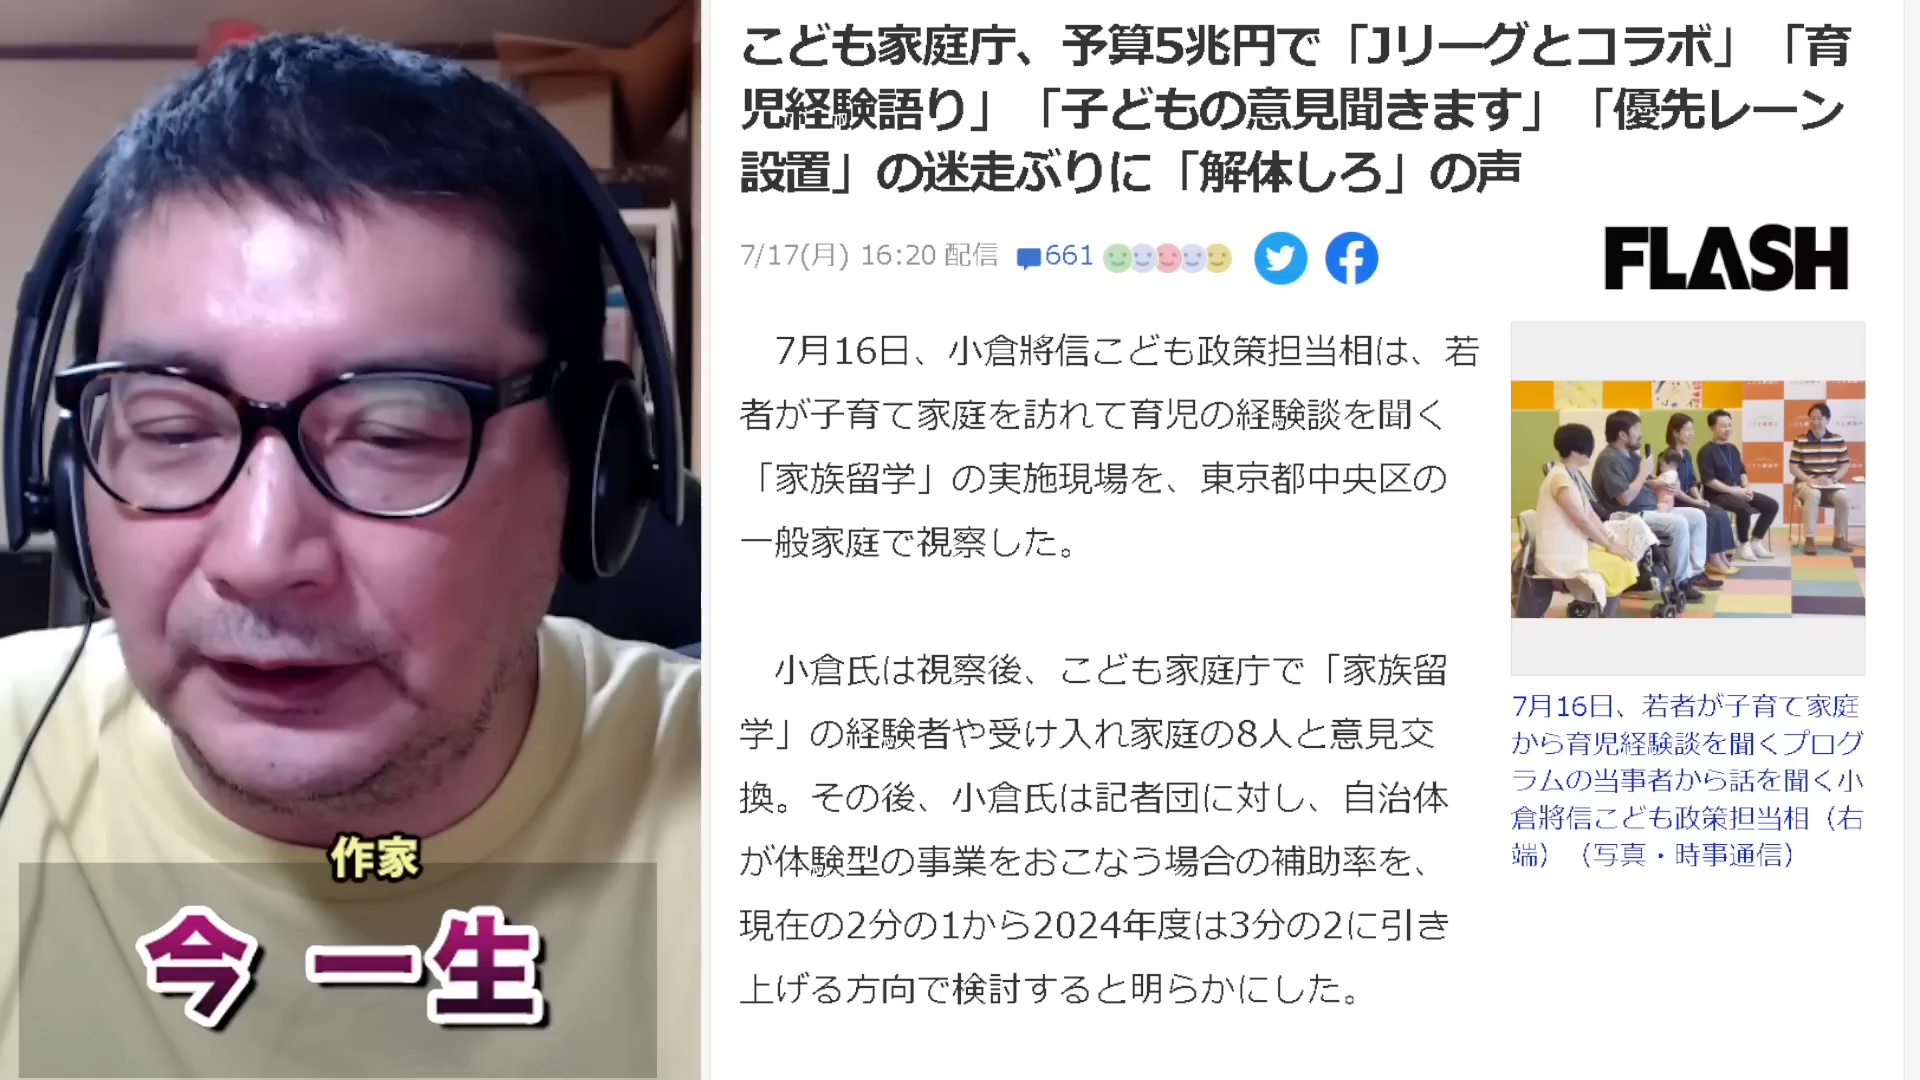 こども家庭庁、予算5兆円で「Jリーグとコラボ」「育
児経験語り」「子どもの意見聞きます」「優先レーン
設置」の迷走ぶりに「解体しろ」の声
7/17(月) 16:20 配信 661
FLASH
7月16日、小倉將信こども政策担当相は、若
者が子育て家庭を訪れて育児の経験談を聞く
「家族留学」の実施現場を、東京都中央区の
一般家庭で視察した。
小倉氏は視察後、こども家庭庁で「家族留
学」の経験者や受け入れ家庭の8人と意見交
換。その後、小倉氏は記者団に対し、自治体
が体験型の事業をおこなう場合の補助率を、
現在の2分の1から2024年度は3分の2に引き
上げる方向で検討すると明らかにした。
7月16日、若者が子育て家庭
から育児経験談を聞くプログ
ラムの当事者から話を聞く小
倉將信こども政策担当相（右
端）（写真・時事通信）
作家
今 一生